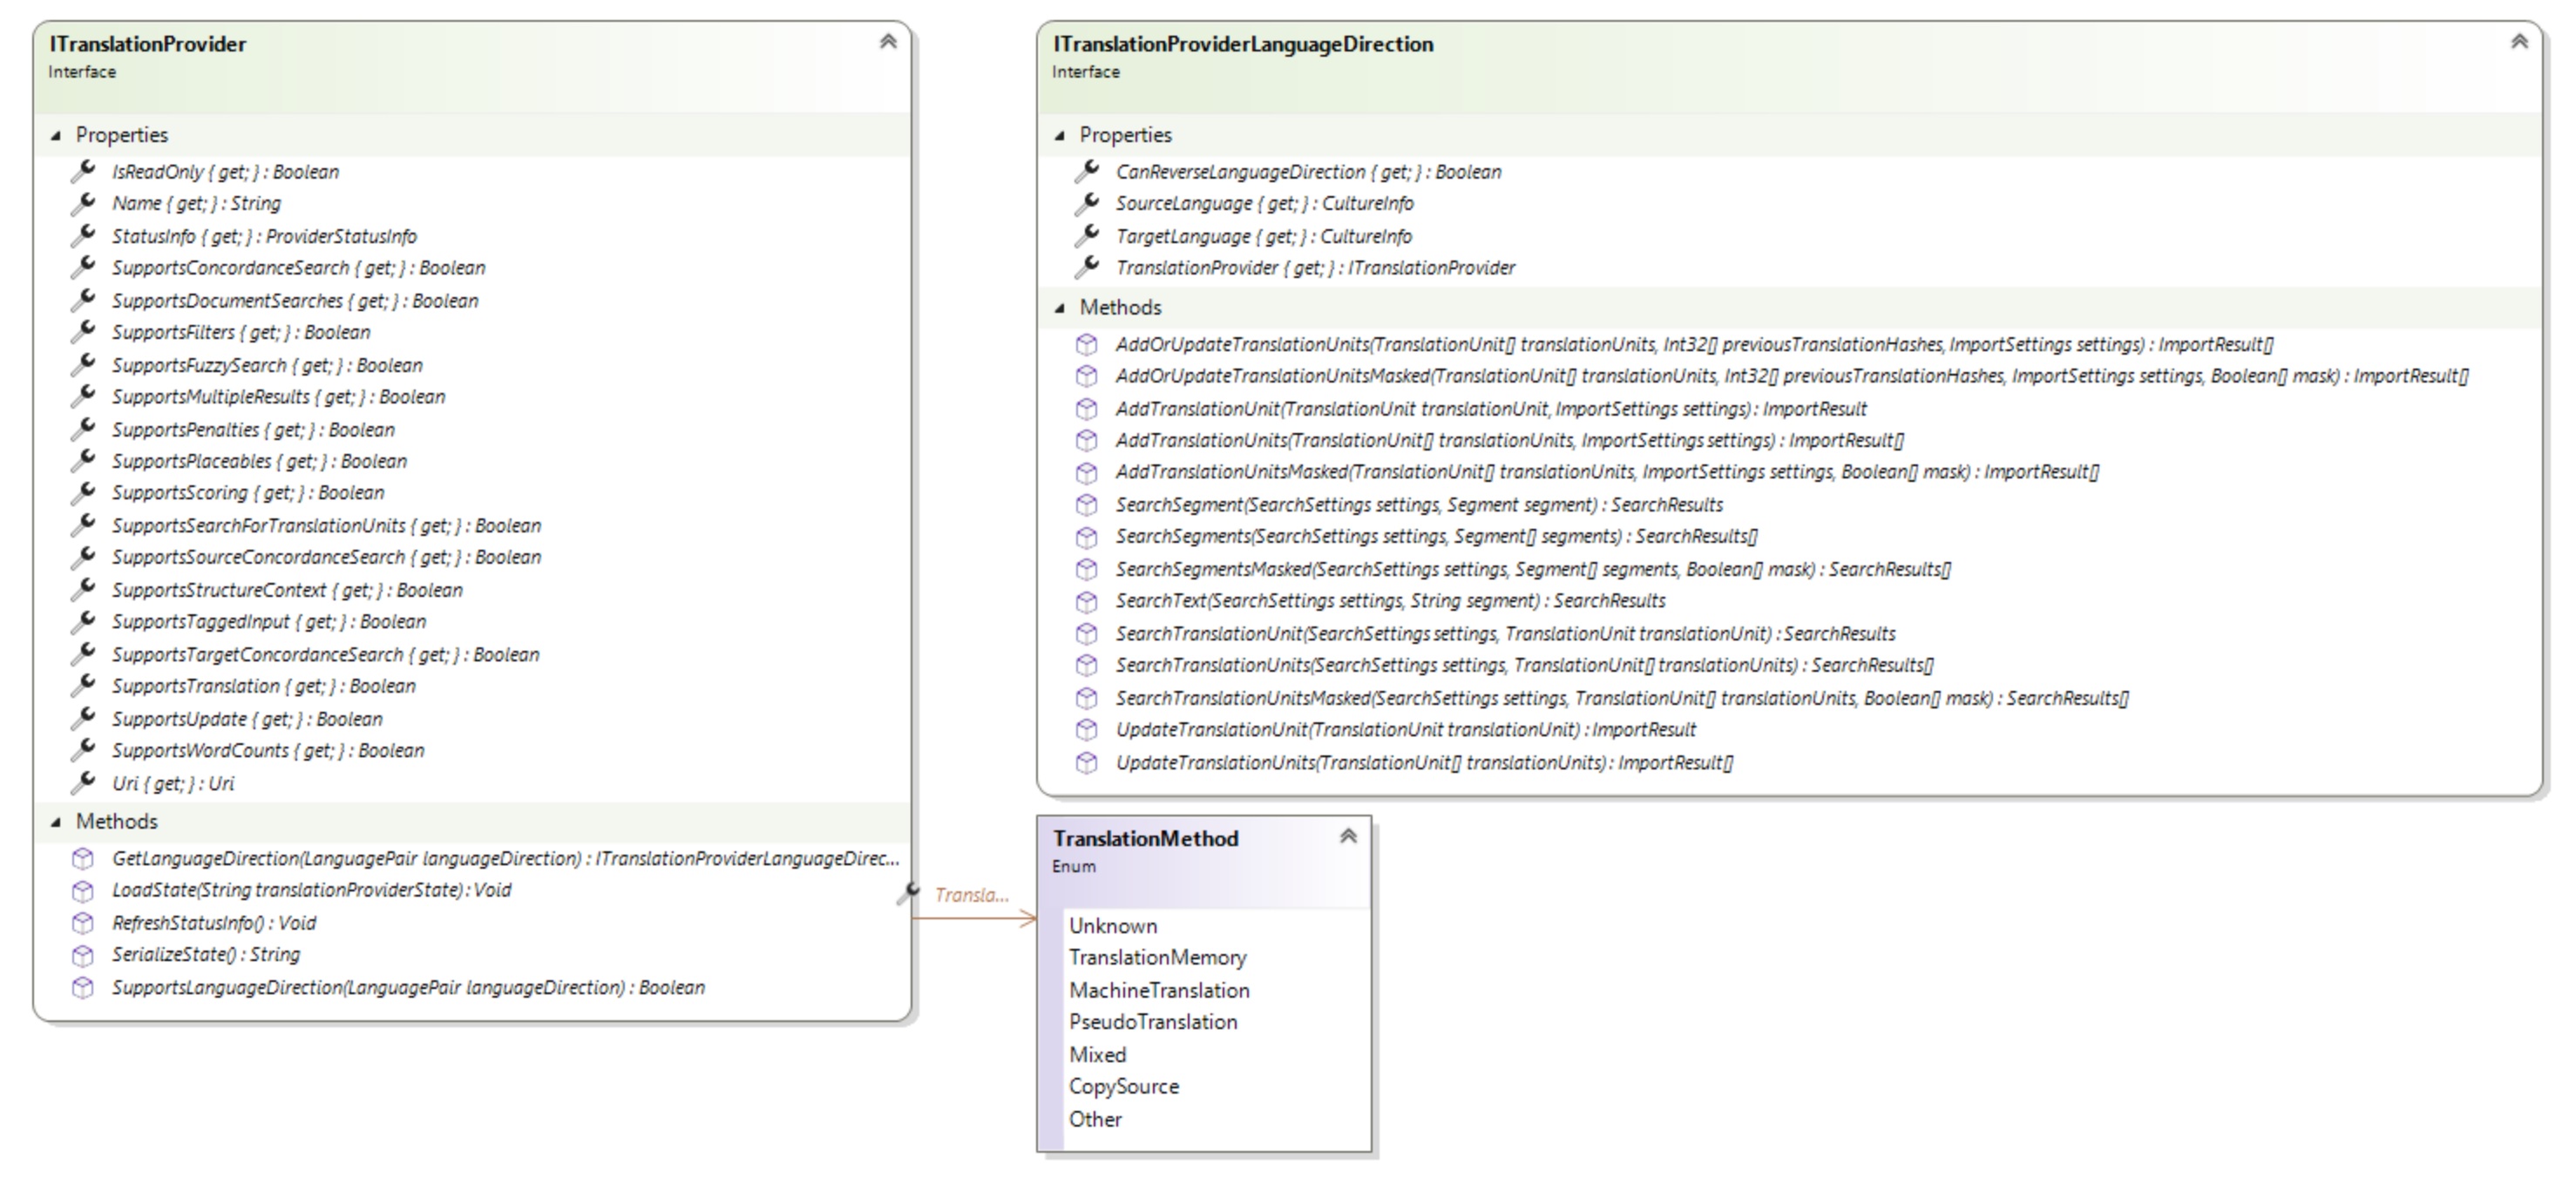 ITranslationProvider
Interface
Properties
IsReadOnly { get; } : Boolean
Name { get; } : String
StatusInfo { get; } : ProviderStatusInfo
SupportsConcordanceSearch { get; } : Boolean
SupportsDocumentSearches { get; } : Boolean
SupportsFilters { get; } : Boolean
SupportsFuzzySearch { get; } : Boolean
SupportsMultipleResults { get; } : Boolean
SupportsPenalties { get; } : Boolean
SupportsPlaceables { get; } : Boolean
SupportsScoring { get; } : Boolean
SupportsSearchForTranslationUnits { get; } : Boolean
SupportsSourceConcordanceSearch { get; } : Boolean
SupportsStructureContext { get; } : Boolean
SupportsTaggedInput { get; } : Boolean
SupportsTargetConcordanceSearch { get; } : Boolean
SupportsTranslation { get; } : Boolean
SupportsUpdate { get; } : Boolean
SupportsWordCounts { get; } : Boolean
Uri { get; } : Uri
Methods
GetLanguageDirection(LanguagePair languageDirection) : ITranslationProviderLanguageDirec...
LoadState(String translationProviderState) : Void
RefreshStatusInfo() : Void
SerializeState() : String
SupportsLanguageDirection(LanguagePair languageDirection) : Boolean
Transla...
ITranslationProviderLanguageDirection
Interface
Properties
CanReverseLanguageDirection { get; } : Boolean
SourceLanguage { get; } : CultureInfo
TargetLanguage { get; } : CultureInfo
TranslationProvider { get; } : ITranslationProvider
Methods
AddOrUpdateTranslationUnits(TranslationUnit[] translationUnits, Int32[] previousTranslationHashes, ImportSettings settings) : ImportResult[]
AddOrUpdateTranslationUnitsMasked(TranslationUnit[] translationUnits, Int32[] previousTranslationHashes, ImportSettings settings, Boolean[] mask) : ImportResult[]
AddTranslationUnit(TranslationUnit translationUnit, ImportSettings settings) : ImportResult
AddTranslationUnits(TranslationUnit[] translationUnits, ImportSettings settings) : ImportResult[]
AddTranslationUnitsMasked(TranslationUnit[] translationUnits, ImportSettings settings, Boolean[] mask) : ImportResult[]
SearchSegment(SearchSettings settings, Segment segment) : SearchResults
SearchSegments(SearchSettings settings, Segment[] segments) : SearchResults[]
SearchSegmentsMasked(SearchSettings settings, Segment[] segments, Boolean[] mask) : SearchResults[]
SearchText(SearchSettings settings, String segment) : SearchResults
SearchTranslationUnit(SearchSettings settings, TranslationUnit translationUnit) : SearchResults
SearchTranslationUnits(SearchSettings settings, TranslationUnit[] translationUnits) : SearchResults[]
SearchTranslationUnitsMasked(SearchSettings settings, TranslationUnit[] translationUnits, Boolean[] mask) : SearchResults[]
UpdateTranslationUnit(TranslationUnit translationUnit) : ImportResult
UpdateTranslationUnits(TranslationUnit[] translationUnits) : ImportResult[]
TranslationMethod
Enum
Unknown
TranslationMemory
MachineTranslation
PseudoTranslation
Mixed
CopySource
Other